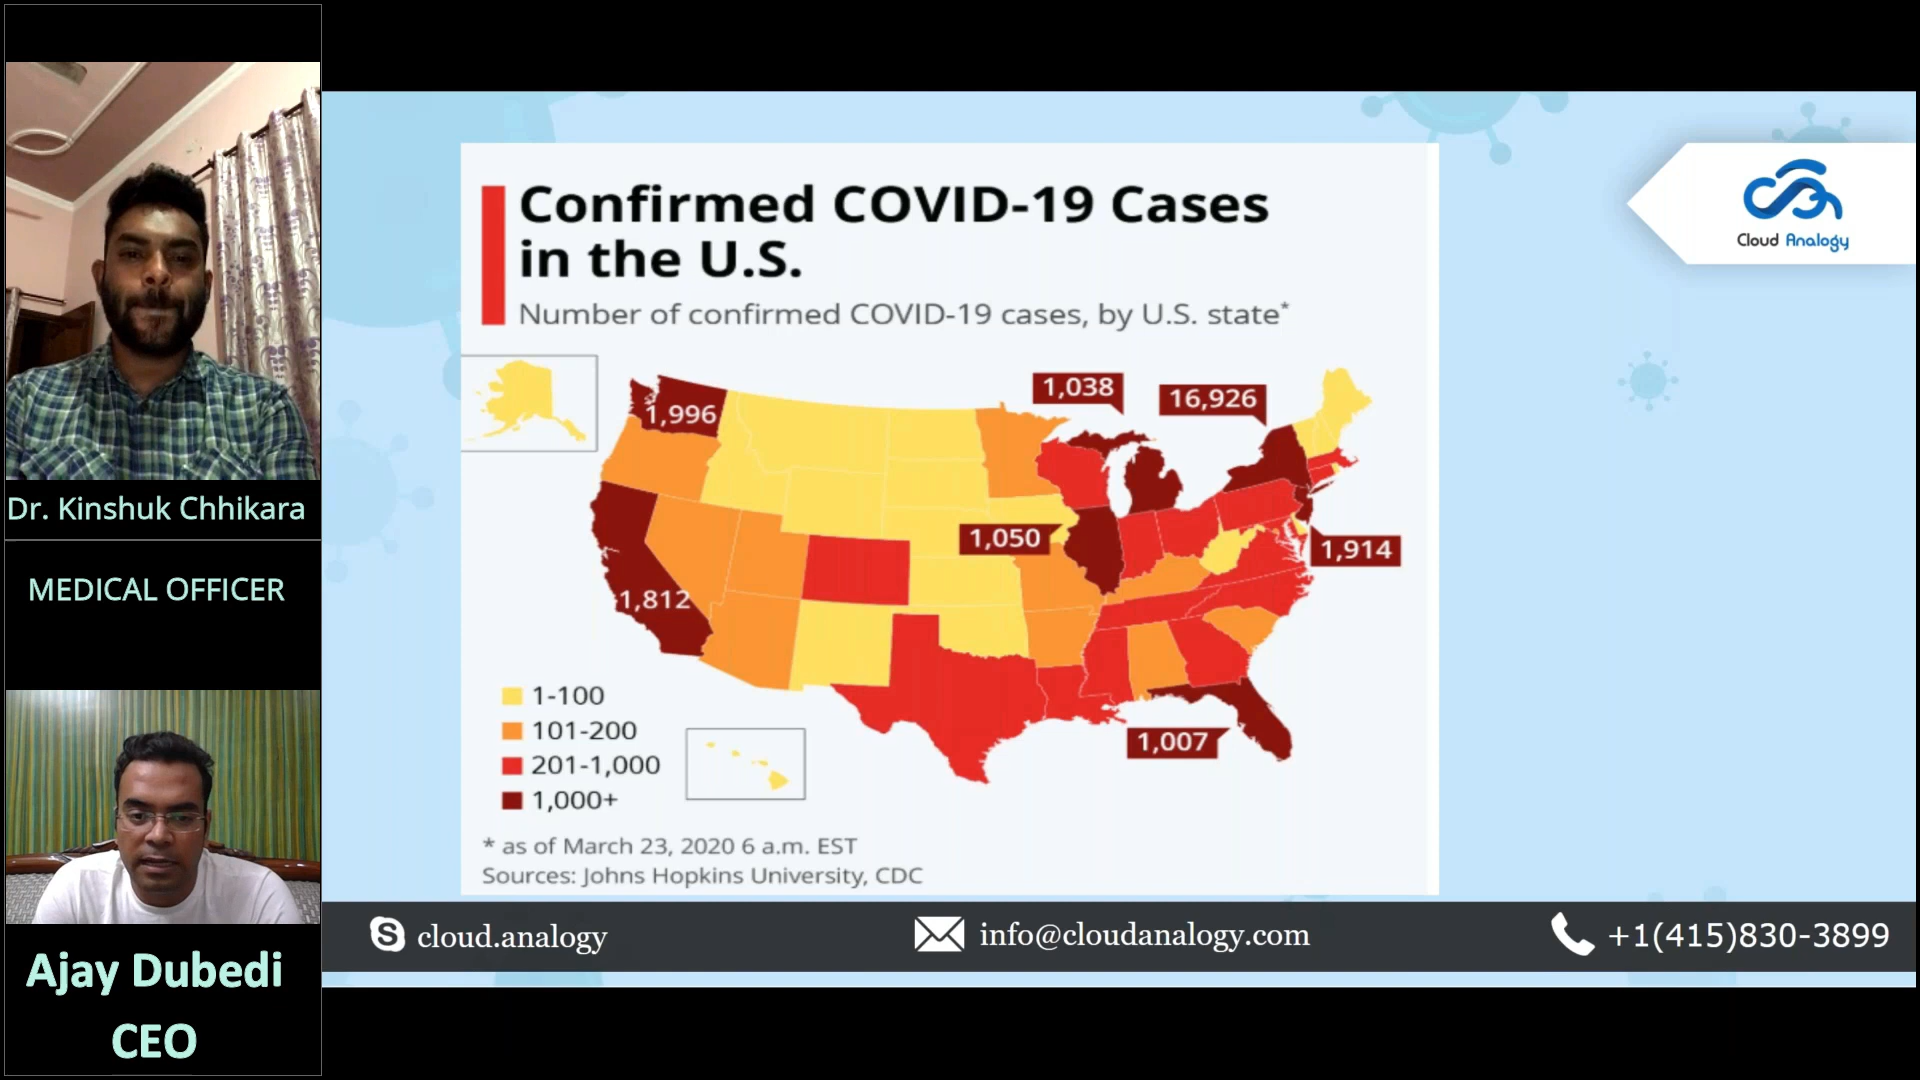 Dr. Kinshuk Chhikara
MEDICAL OFFICER
Ajay Dubedi
CEO
Confirmed COVID-19 Cases
in the U.S.
Number of confirmed COVID-19 cases, by U.S. state*
1,996
1,038
16,926
1,050
1,914
1,812
1,007
1-100
101-200
201-1,000
1,000+
* as of March 23, 2020 6 a.m. EST
Sources: Johns Hopkins University, CDC
Cloud Analogy
cloud.analogy
info@cloudanalogy.com
+1(415)830-3899